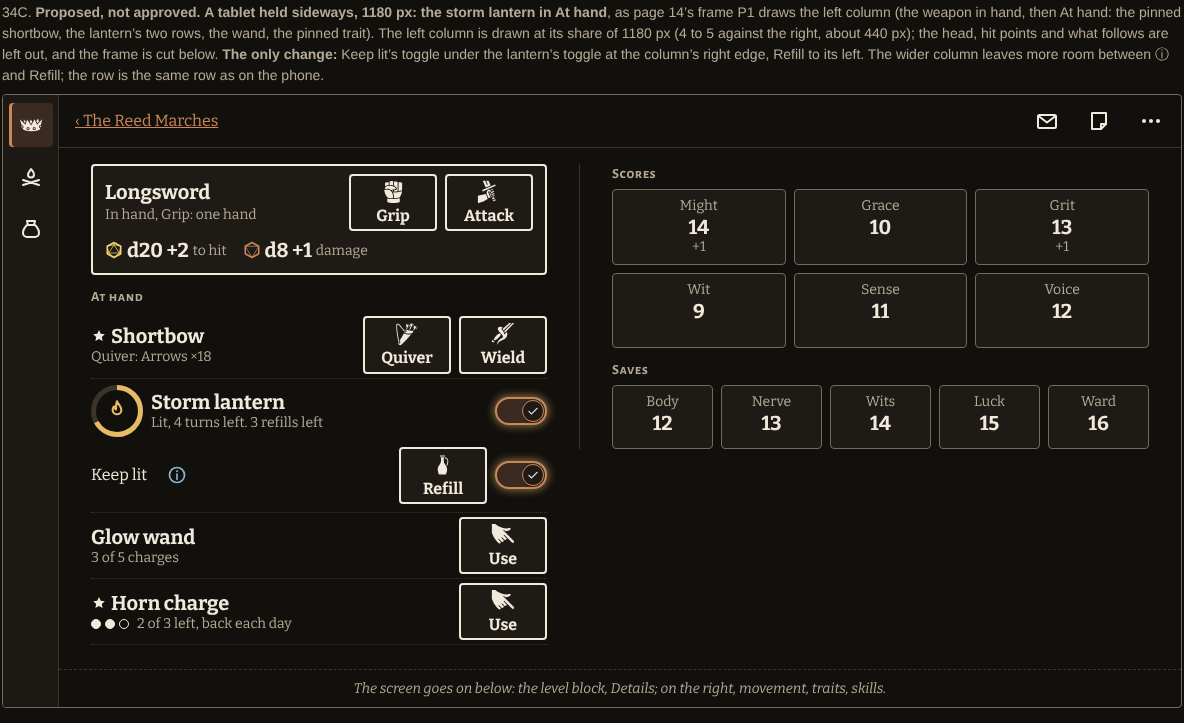 34C. Proposed, not approved. A tablet held sideways, 1180 px: the storm lantern in At hand, as page 14's frame P1 draws the left column (the weapon in hand, then At hand: the pinned
shortbow, the lantern's two rows, the wand, the pinned trait). The left column is drawn at its share of 1180 px (4 to 5 against the right, about 440 px); the head, hit points and what follows are
left out, and the frame is cut below. The only change: Keep lit's toggle under the lantern's toggle at the column's right edge, Refill to its left. The wider column leaves more room between ⓘ
and Refill; the row is the same row as on the phone.
‹ The Reed Marches
Longsword
In hand, Grip: one hand
Grip
Attack
d20 +2 to hit
d8 +1 damage
At hand
Shortbow
Quiver: Arrows ×18
Quiver
Wield
Storm lantern
Lit, 4 turns left. 3 refills left
Keep lit
Refill
Glow wand
3 of 5 charges
Use
Horn charge
2 of 3 left, back each day
Use
Scores
Might
14
+1
Grace
10
Grit
13
+1
Wit
9
Sense
11
Voice
12
Saves
Body
12
Nerve
13
Wits
14
Luck
15
Ward
16
The screen goes on below: the level block, Details; on the right, movement, traits, skills.